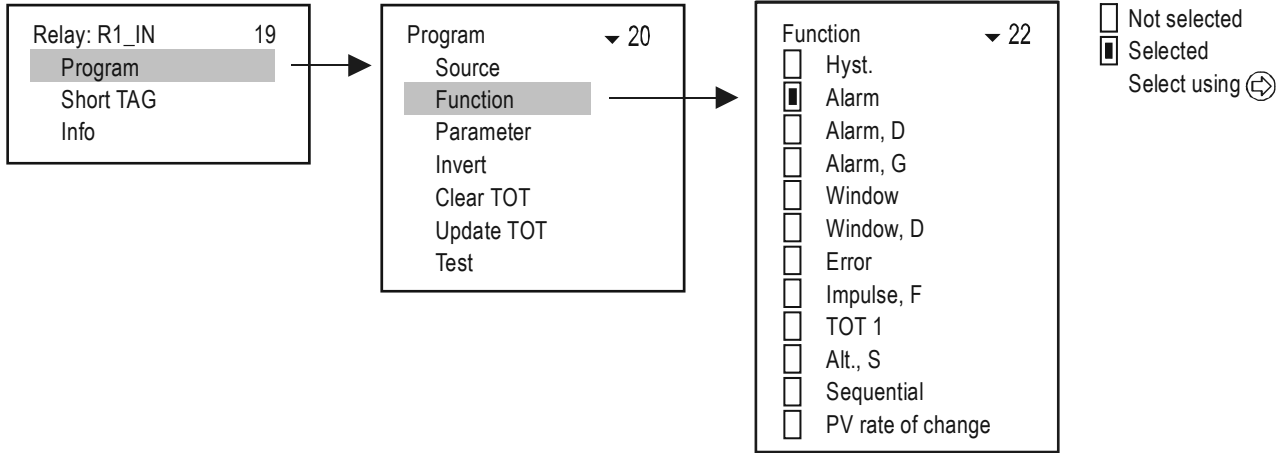 Relay: R1_IN 19
Program
Short TAG
Info
Program 20
Source
Function
Parameter
Invert
Clear TOT
Update TOT
Test
Function 22
Hyst.
Alarm
Alarm, D
Alarm, G
Window
Window, D
Error
Impulse, F
TOT 1
Alt., S
Sequential
PV rate of change
Not selected
Selected
Select using